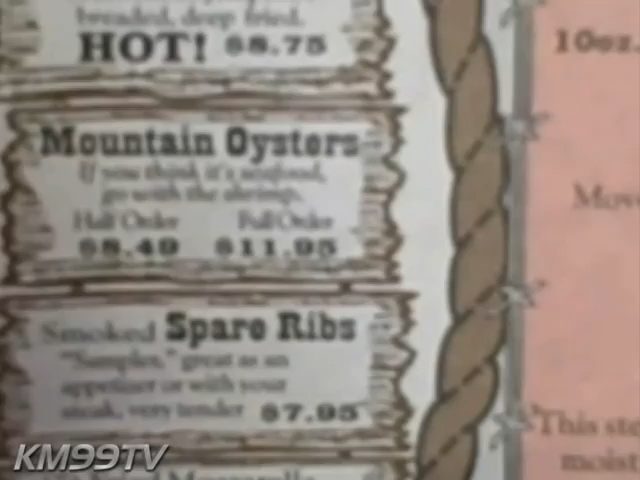 breaded, deep fried.
HOT! $8.75
Mountain Oysters
If you think it's seafood,
go with the shrimp.
Half Order Full Order
$8.49 $11.95
Smoked Spare Ribs
"Samples," great as an
appetizer or with your
steak, very tender $7.95
10oz.
This ste
moist
KM99TV